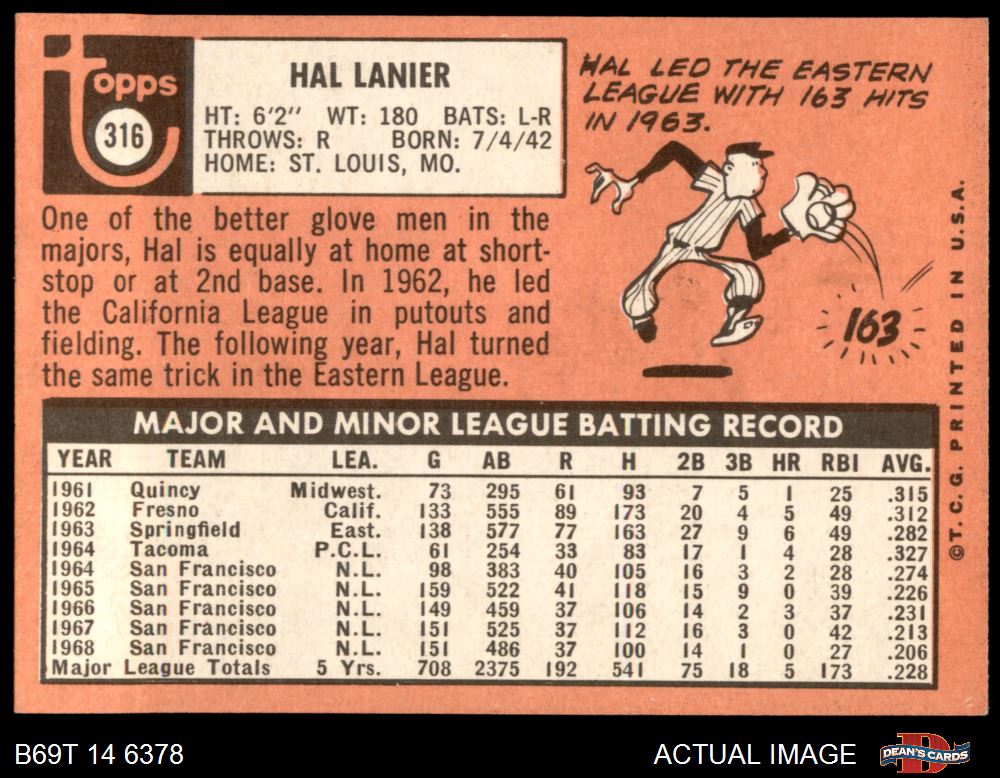 Topps
316
HAL LANIER
HT: 6'2" WT: 180 BATS: L-R
THROWS: R BORN: 7/4/42
HOME: ST. LOUIS, MO.
HAL LED THE EASTERN
LEAGUE WITH 163 HITS
IN 1963.
163
One of the better glove men in the
majors, Hal is equally at home at short-
stop or at 2nd base. In 1962, he led
the California League in putouts and
fielding. The following year, Hal turned
the same trick in the Eastern League.
MAJOR AND MINOR LEAGUE BATTING RECORD
YEAR TEAM LEA. G AB R H 2B 3B HR RBI AVG.
1961 Quincy Midwest. 73 295 61 93 7 5 1 25 .315
1962 Fresno Calif. 133 555 89 173 20 4 5 49 .312
1963 Springfield East. 138 577 77 163 27 9 6 49 .282
1964 Tacoma P.C.L. 61 254 33 83 17 1 4 28 .327
1964 San Francisco N.L. 98 383 40 105 16 3 2 28 .274
1965 San Francisco N.L. 159 522 41 118 15 9 0 39 .226
1966 San Francisco N.L. 149 459 37 106 14 2 3 37 .231
1967 San Francisco N.L. 151 525 37 112 16 3 0 42 .213
1968 San Francisco N.L. 151 486 37 100 14 1 0 27 .206
Major League Totals 5 Yrs. 708 2375 192 541 75 18 5 173 .228
©T. C. G. PRINTED IN U.S.A.
B69T 14 6378
ACTUAL IMAGE
DEAN'S CARDS